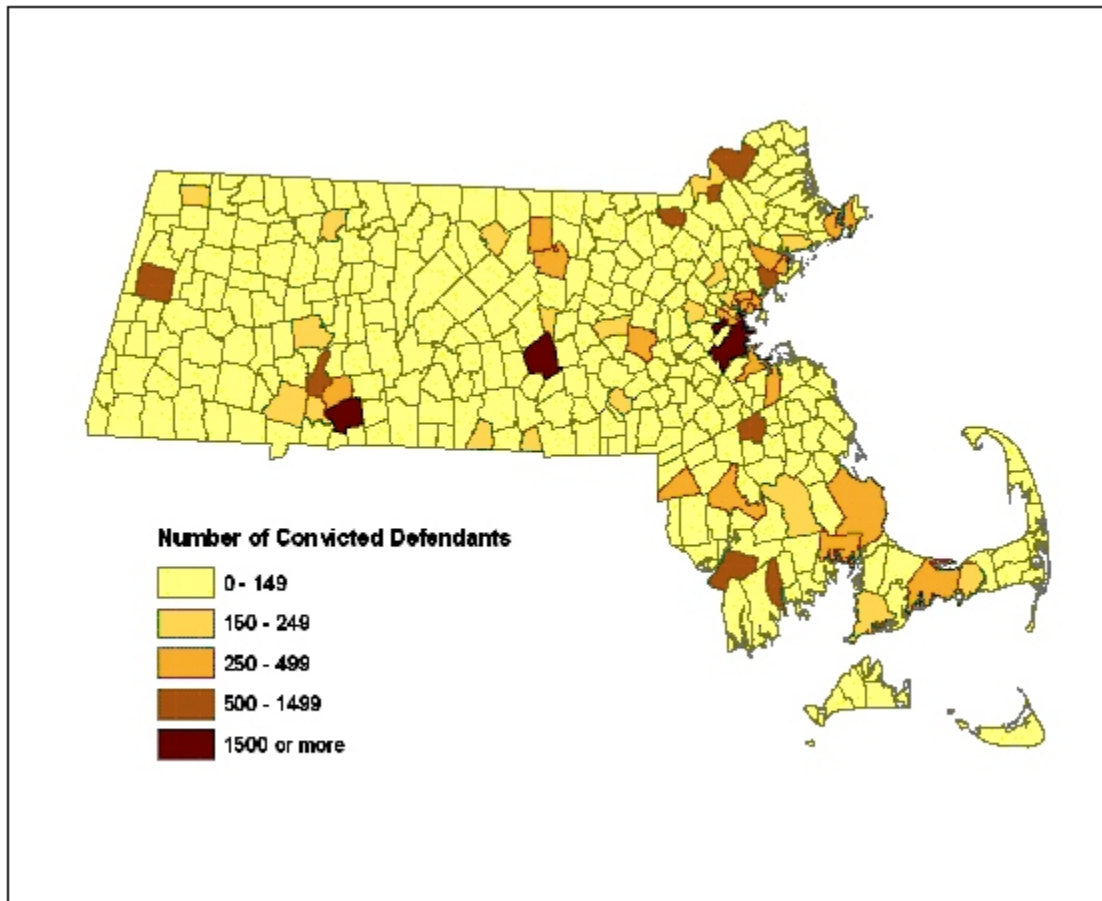 Number of Convicted Defendants
0 - 149
150 - 249
250 - 499
500 - 1499
1500 or more